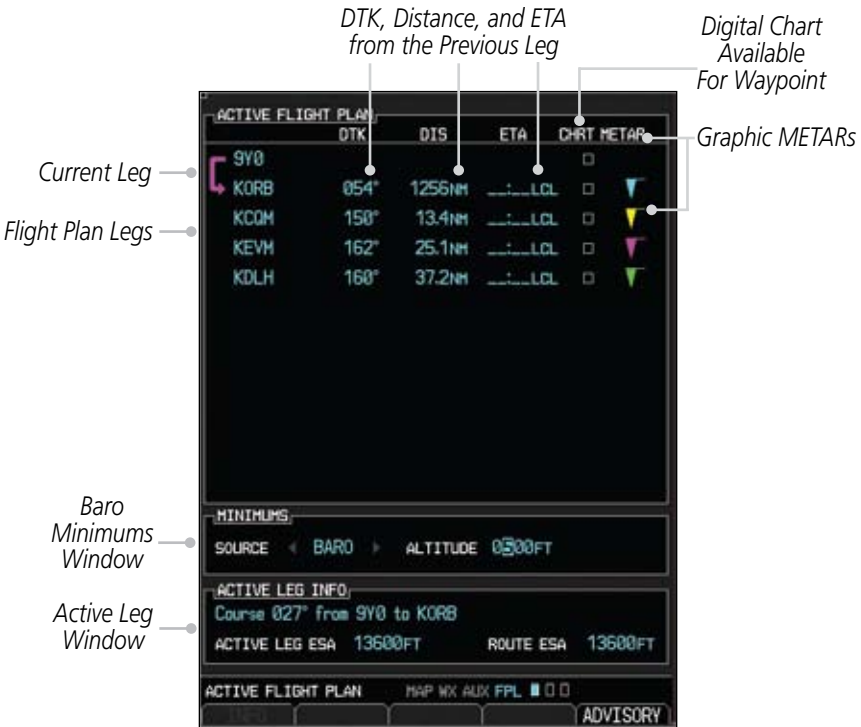 DTK, Distance, and ETA
from the Previous Leg
Digital Chart
Available
For Waypoint
Graphic METARs
Current Leg
Flight Plan Legs
ACTIVE FLIGHT PLAN
DTK DIS ETA CHRT METAR
9Y0
KORB 054° 1256NM __:__LCL
KCQM 150° 13.4NM __:__LCL
KEVM 162° 25.1NM __:__LCL
KDLH 160° 37.2NM __:__LCL
Baro
Minimums
Window
MINIMUMS
SOURCE BARO ALTITUDE 0500FT
Active Leg
Window
ACTIVE LEG INFO
Course 027° from 9Y0 to KORB
ACTIVE LEG ESA 13600FT ROUTE ESA 13600FT
ACTIVE FLIGHT PLAN MAP WX AUX FPL
INFO
ADVISORY